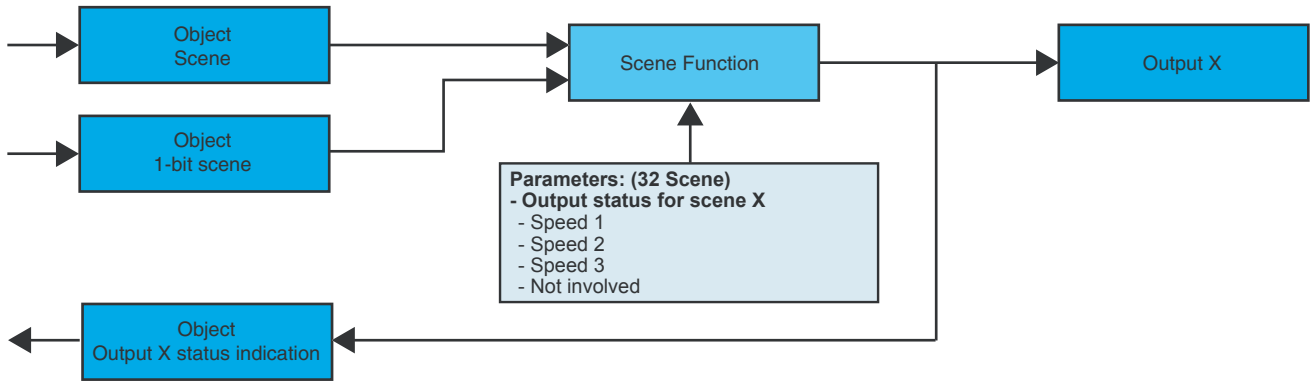 Object
Scene
Scene Function
Output X
Object
1-bit scene
Parameters: (32 Scene)
- Output status for scene X
- Speed 1
- Speed 2
- Speed 3
- Not involved
Object
Output X status indication